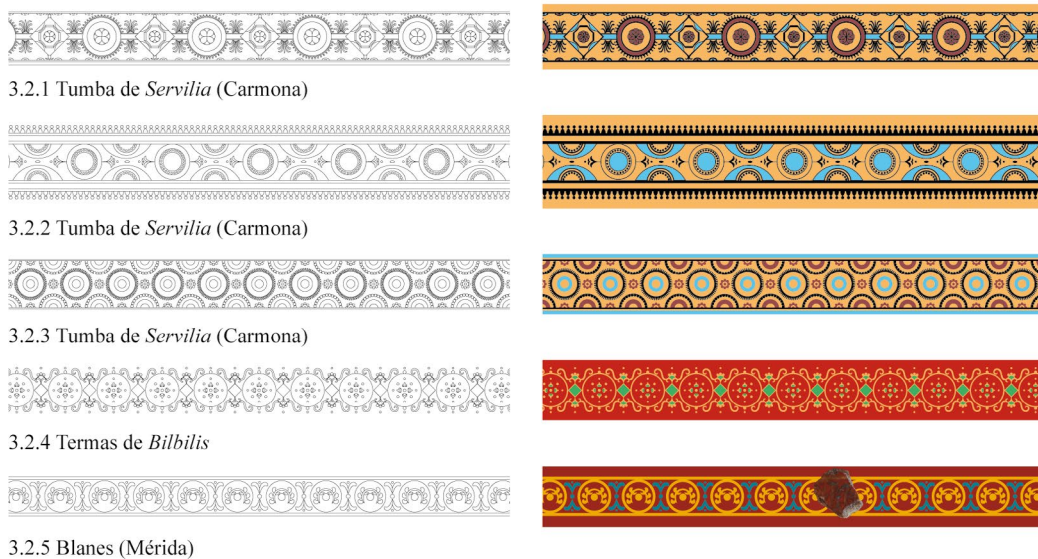 3.2.1 Tumba de Servilia (Carmona)
3.2.2 Tumba de Servilia (Carmona)
3.2.3 Tumba de Servilia (Carmona)
3.2.4 Termas de Bilbilis
3.2.5 Blanes (Mérida)